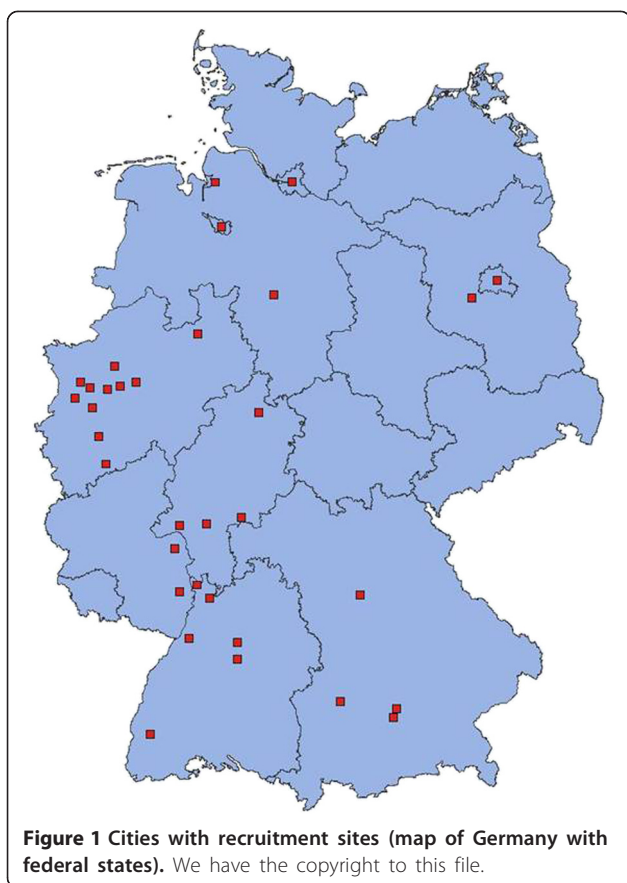 Figure 1 Cities with recruitment sites (map of Germany with
federal states). We have the copyright to this file.